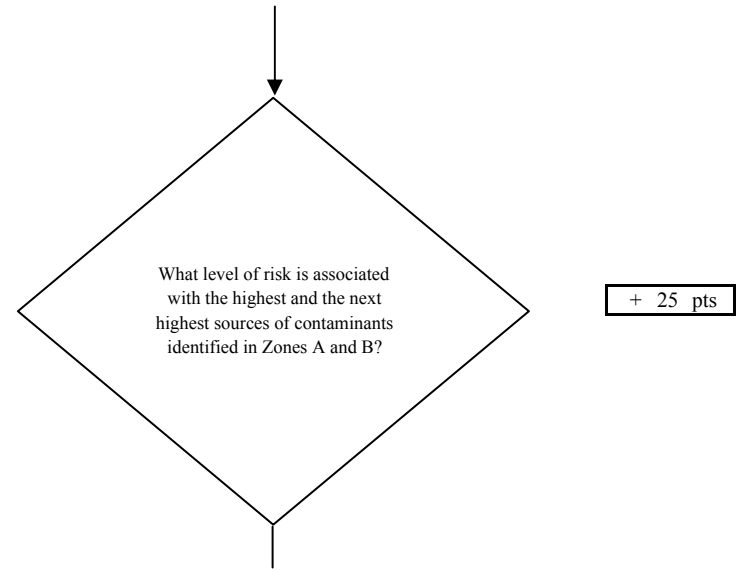 What level of risk is associated
with the highest and the next
highest sources of contaminants
identified in Zones A and B?
+ 25 pts